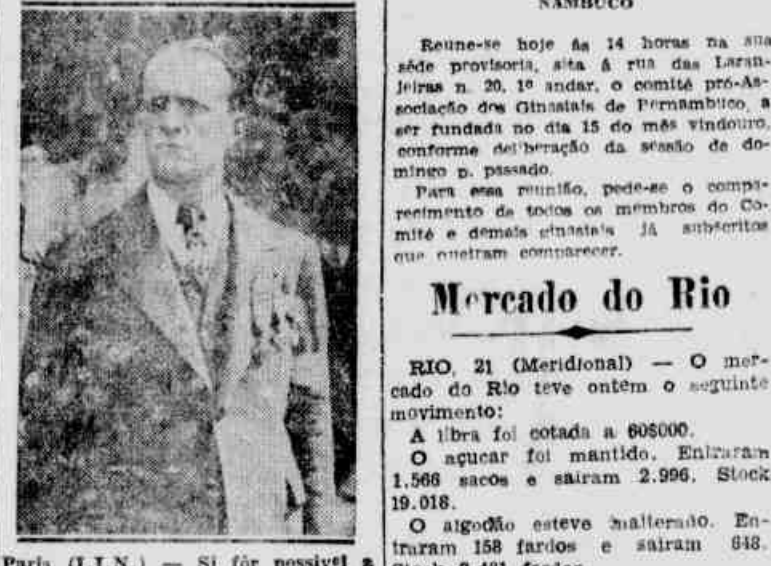 Paris (I.I.N.) — Si fôr possivel a
NAMBUCO
Reune-se hoje ás 14 horas na sua
séde provisoria, sita á rua das Laran-
jeiras n. 20, 1º andar, o comité pró-As-
sociação dos Ginasiais de Pernambuco, a
ser fundada no dia 15 do mês vindouro,
conforme deliberação da sessão de do-
mingo p. passado.
Para essa reunião, pede-se o compa-
recimento de todos os membros do Co-
mité e demais ginasiais já subscritos
que queiram comparecer.
Mercado do Rio
RIO, 21 (Meridional) — O mer-
cado do Rio teve ontem o seguinte
movimento:
A libra foi cotada a 60$000.
O açucar foi mantido. Entraram
1.566 sacos e sairam 2.996. Stock
19.018.
O algodão esteve inalterado. En-
traram 158 fardos e sairam 648.